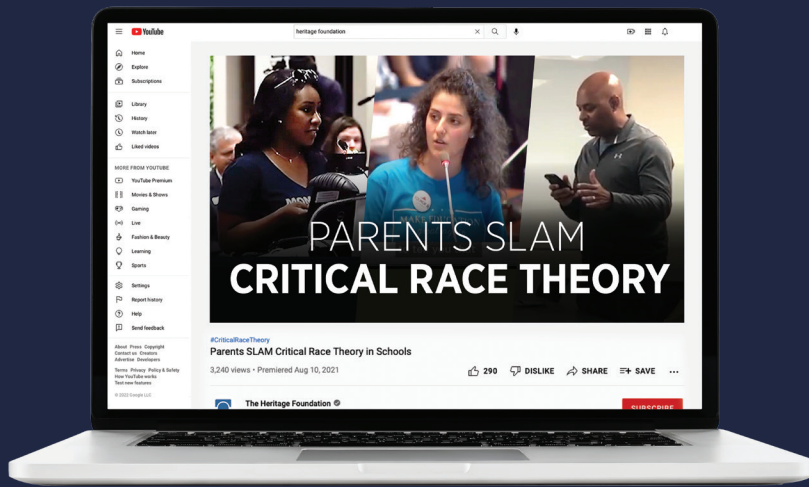 YouTube
heritage foundation
Home
Explore
Subscriptions
Library
History
Watch later
Liked videos
MORE FROM YOUTUBE
YouTube Premium
Movies & Shows
Gaming
Live
Fashion & Beauty
Learning
Sports
Settings
Report history
Help
Send feedback
About Press Copyright
Contact us Creators
Advertise Developers
Terms Privacy Policy & Safety
How YouTube works
Test new features
© 2022 Google LLC
PARENTS SLAM
CRITICAL RACE THEORY
#CriticalRaceTheory
Parents SLAM Critical Race Theory in Schools
3,240 views • Premiered Aug 10, 2021
290 DISLIKE SHARE SAVE
The Heritage Foundation
SUBSCRIBE